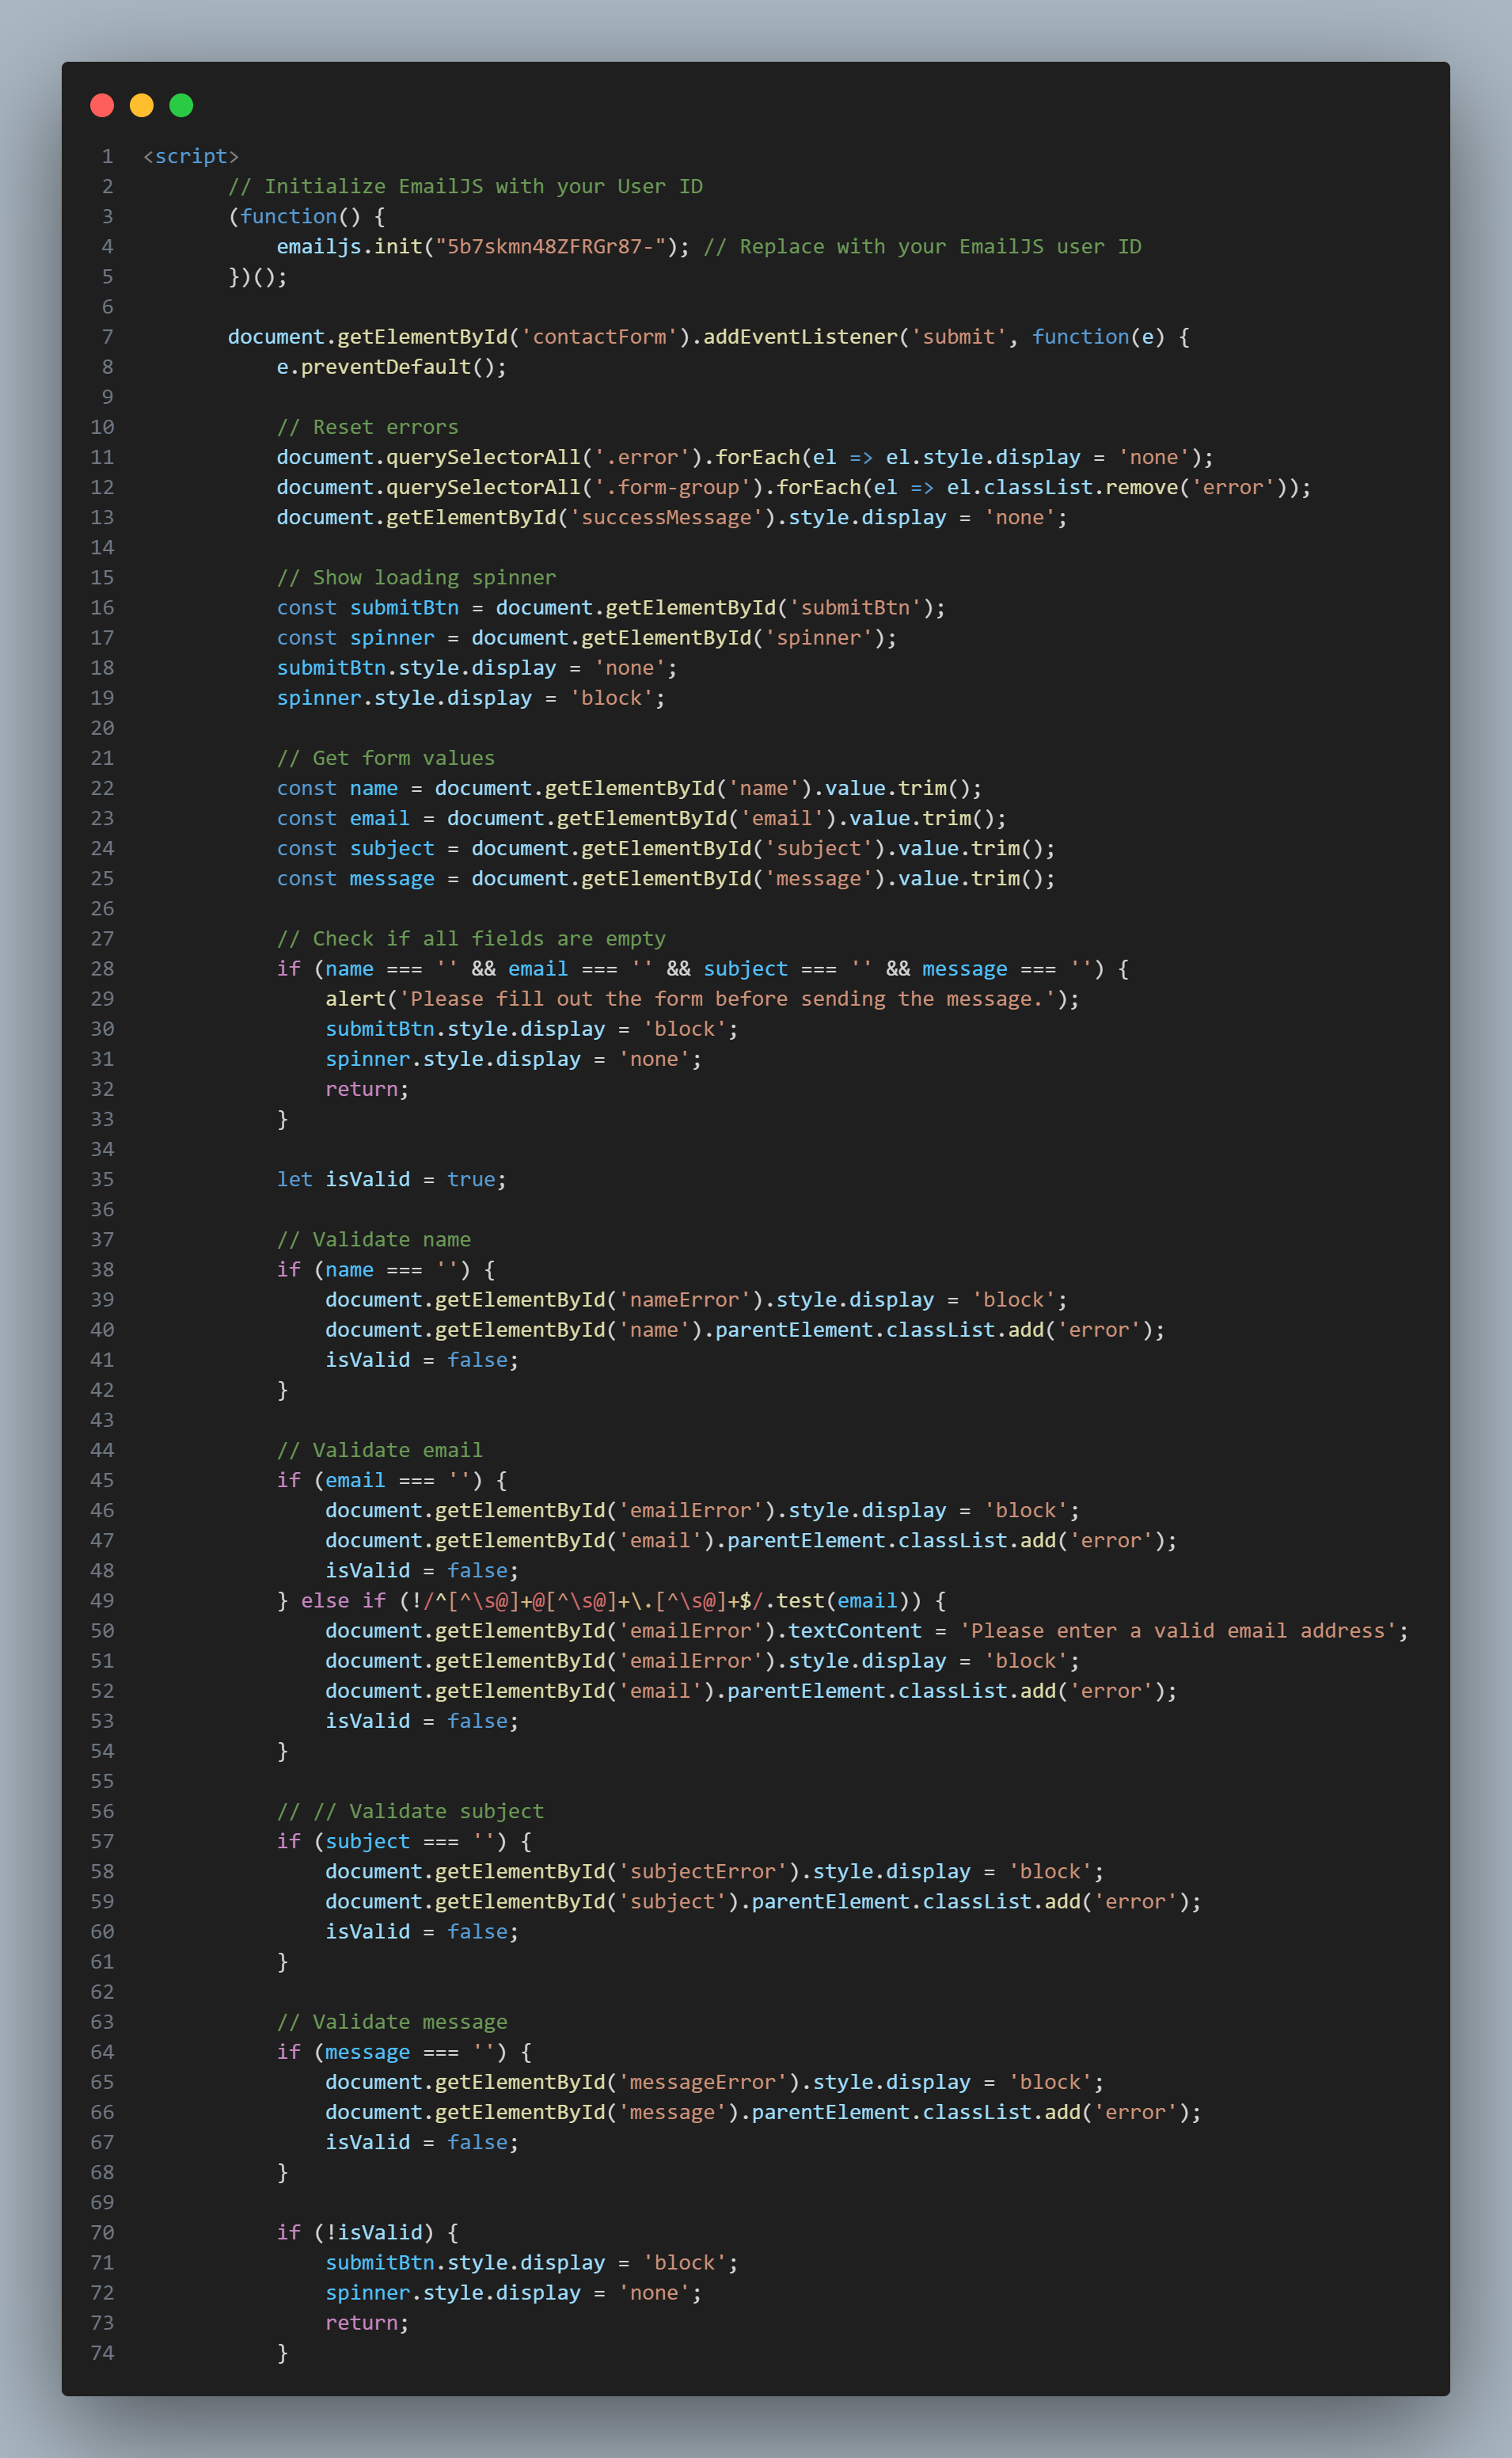 1 <script>
2 // Initialize EmailJS with your User ID
3 (function() {
4 emailjs.init("5b7skmn48ZFRGr87-"); // Replace with your EmailJS user ID
5 })();
6
7 document.getElementById('contactForm').addEventListener('submit', function(e) {
8 e.preventDefault();
9
10 // Reset errors
11 document.querySelectorAll('.error').forEach(el => el.style.display = 'none');
12 document.querySelectorAll('.form-group').forEach(el => el.classList.remove('error'));
13 document.getElementById('successMessage').style.display = 'none';
14
15 // Show loading spinner
16 const submitBtn = document.getElementById('submitBtn');
17 const spinner = document.getElementById('spinner');
18 submitBtn.style.display = 'none';
19 spinner.style.display = 'block';
20
21 // Get form values
22 const name = document.getElementById('name').value.trim();
23 const email = document.getElementById('email').value.trim();
24 const subject = document.getElementById('subject').value.trim();
25 const message = document.getElementById('message').value.trim();
26
27 // Check if all fields are empty
28 if (name === '' && email === '' && subject === '' && message === '') {
29 alert('Please fill out the form before sending the message.');
30 submitBtn.style.display = 'block';
31 spinner.style.display = 'none';
32 return;
33 }
34
35 let isValid = true;
36
37 // Validate name
38 if (name === '') {
39 document.getElementById('nameError').style.display = 'block';
40 document.getElementById('name').parentElement.classList.add('error');
41 isValid = false;
42 }
43
44 // Validate email
45 if (email === '') {
46 document.getElementById('emailError').style.display = 'block';
47 document.getElementById('email').parentElement.classList.add('error');
48 isValid = false;
49 } else if (!/^[^\s@]+@[^\s@]+\.[^\s@]+$/.test(email)) {
50 document.getElementById('emailError').textContent = 'Please enter a valid email address';
51 document.getElementById('emailError').style.display = 'block';
52 document.getElementById('email').parentElement.classList.add('error');
53 isValid = false;
54 }
55
56 // // Validate subject
57 if (subject === '') {
58 document.getElementById('subjectError').style.display = 'block';
59 document.getElementById('subject').parentElement.classList.add('error');
60 isValid = false;
61 }
62
63 // Validate message
64 if (message === '') {
65 document.getElementById('messageError').style.display = 'block';
66 document.getElementById('message').parentElement.classList.add('error');
67 isValid = false;
68 }
69
70 if (!isValid) {
71 submitBtn.style.display = 'block';
72 spinner.style.display = 'none';
73 return;
74 }